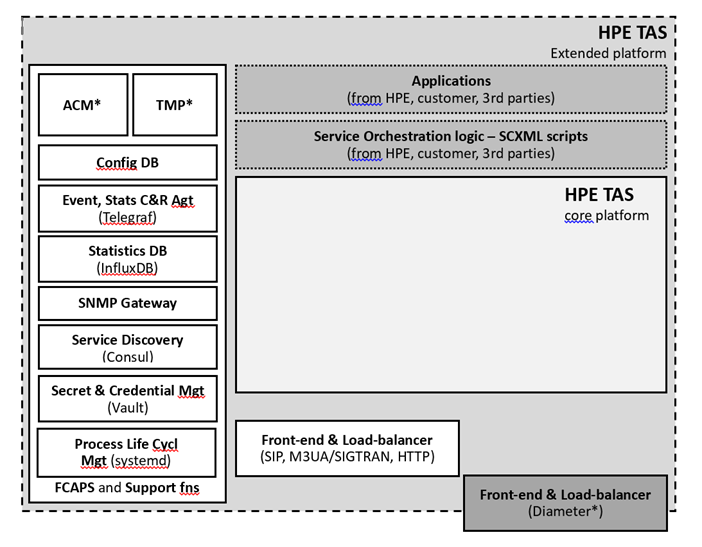 HPE TAS
Extended platform
ACM*
TMP*
Config DB
Event, Stats C&R Agt
(Telegraf)
Statistics DB
(InfluxDB)
SNMP Gateway
Service Discovery
(Consul)
Secret & Credential Mgt
(Vault)
Process Life Cycl
Mgt (systemd)
FCAPS and Support fns
Applications
(from HPE, customer, 3rd parties)
Service Orchestration logic – SCXML scripts
(from HPE, customer, 3rd parties)
HPE TAS
core platform
Front-end & Load-balancer
(SIP, M3UA/SIGTRAN, HTTP)
Front-end & Load-balancer
(Diameter*)